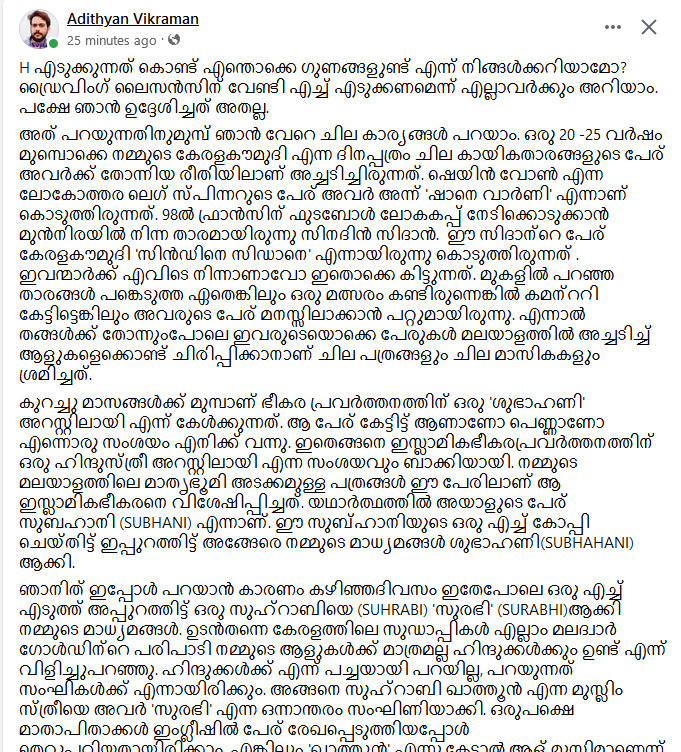 Adithyan Vikraman
25 minutes ago ·
H എടുക്കുന്നത് കൊണ്ട് എന്തൊക്കെ ഗുണങ്ങളുണ്ട് എന്ന് നിങ്ങൾക്കറിയാമോ?
ഡ്രൈവിംഗ് ലൈസൻസിന് വേണ്ടി എച്ച് എടുക്കണമെന്ന് എല്ലാവർക്കും അറിയാം.
പക്ഷേ ഞാൻ ഉദ്ദേശിച്ചത് അതല്ല.
അത് പറയുന്നതിനുമുമ്പ് ഞാൻ വേറെ ചില കാര്യങ്ങൾ പറയാം. ഒരു 20 -25 വർഷം
മുമ്പൊക്കെ നമ്മുടെ കേരളകൗമുദി എന്ന ദിനപ്പത്രം ചില കായികതാരങ്ങളുടെ പേര്
അവർക്ക് തോന്നിയ രീതിയിലാണ് അച്ചടിച്ചിരുന്നത്. ഷെയിൻ വോൺ എന്ന
ലോകോത്തര ലെഗ് സ്പിന്നറുടെ പേര് അവർ അന്ന് 'ഷാനെ വാർണി' എന്നാണ്
കൊടുത്തിരുന്നത്. 98ൽ ഫ്രാൻസിന് ഫുടബോൾ ലോകകപ്പ് നേടിക്കൊടുക്കാൻ
മുൻനിരയിൽ നിന്ന താരമായിരുന്നു സിനദിൻ സിദാൻ. ഈ സിദാന്റെ പേര്
കേരളകൗമുദി 'സിൻഡിനെ സിഡാനെ' എന്നായിരുന്നു കൊടുത്തിരുന്നത് .
ഇവന്മാർക്ക് എവിടെ നിന്നാണാവോ ഇതൊക്കെ കിട്ടുന്നത്. മുകളിൽ പറഞ്ഞ
താരങ്ങൾ പങ്കെടുത്ത ഏതെങ്കിലും ഒരു മത്സരം കണ്ടിരുന്നെങ്കിൽ കമന്ററി
കേട്ടിട്ടെങ്കിലും അവരുടെ പേര് മനസ്സിലാക്കാൻ പറ്റുമായിരുന്നു. എന്നാൽ
തങ്ങൾക്ക് തോന്നുംപോലെ ഇവരുടെയൊക്കെ പേരുകൾ മലയാളത്തിൽ അച്ചടിച്ച്
ആളുകളെക്കൊണ്ട് ചിരിപ്പിക്കാനാണ് ചില പത്രങ്ങളും ചില മാസികകളും
ശ്രമിച്ചത്.
കുറച്ചു മാസങ്ങൾക്ക് മുമ്പാണ് ഭീകര പ്രവർത്തനത്തിന് ഒരു 'ശുഭാഹണി'
അറസ്റ്റിലായി എന്ന് കേൾക്കുന്നത്. ആ പേര് കേട്ടിട്ട് ആണാണോ പെണ്ണാണോ
എന്നൊരു സംശയം എനിക്ക് വന്നു. ഇതെങ്ങനെ ഇസ്ലാമികഭീകരപ്രവർത്തനത്തിന്
ഒരു ഹിന്ദുസ്ത്രീ അറസ്റ്റിലായി എന്ന സംശയവും ബാക്കിയായി. നമ്മുടെ
മലയാളത്തിലെ മാതൃഭൂമി അടക്കമുള്ള പത്രങ്ങൾ ഈ പേരിലാണ് ആ
ഇസ്ലാമികഭീകരനെ വിശേഷിപ്പിച്ചത്. യഥാർത്ഥത്തിൽ അയാളുടെ പേര്
സുബഹാനി (SUBHANI) എന്നാണ്. ഈ സുബ്ഹാനിയുടെ ഒരു എച്ച് കോപ്പി
ചെയ്തിട്ട് ഇപ്പുറത്തിട്ട് അങ്ങേരെ നമ്മുടെ മാധ്യമങ്ങൾ ശുഭാഹണി(SUBHAHANI)
ആക്കി.
ഞാനിത് ഇപ്പോൾ പറയാൻ കാരണം കഴിഞ്ഞദിവസം ഇതേപോലെ ഒരു എച്ച്
എടുത്ത് അപ്പുറത്തിട്ട് ഒരു സുഹ്റാബിയെ (SUHRABI) 'സുരഭി' (SURABHI)ആക്കി
നമ്മുടെ മാധ്യമങ്ങൾ. ഉടൻതന്നെ കേരളത്തിലെ സുഡാപ്പികൾ എല്ലാം മലദ്വാർ
ഗോൾഡിന്റെ പരിപാടി നമ്മുടെ ആളുകൾക്ക് മാത്രമല്ല ഹിന്ദുക്കൾക്കും ഉണ്ട് എന്ന്
വിളിച്ചുപറഞ്ഞു. ഹിന്ദുക്കൾക്ക് എന്ന് പച്ചയായി പറയില്ല, പറയുന്നത്
സംഘികൾക്ക് എന്നായിരിക്കും. അങ്ങനെ സുഹ്റാബി ഖാത്തൂൻ എന്ന മുസ്ലിം
സ്ത്രീയെ അവർ 'സുരഭി' എന്ന ഒന്നാന്തരം സംഘിണിയാക്കി. ഒരുപക്ഷെ
മാതാപിതാക്കൾ ഇംഗ്ലീഷിൽ പേര് രേഖപ്പെടുത്തിയപ്പോൾ
തെറ്റുപറ്റിയതായിരിക്കാം. എങ്കിലും 'ഖാത്തൂൻ' എന്നു കേട്ടാൽ ആള് മുസ്ലിമാണെന്ന്